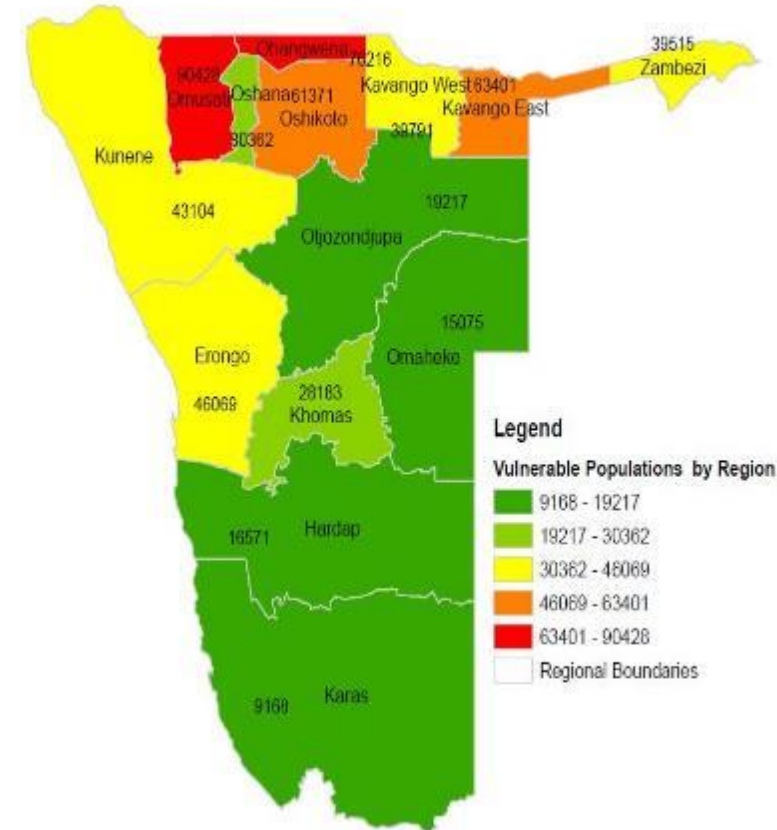 Ohangwena
76216
39515
Zambezi
90428
Omusati
Oshana
61371
Oshikoto
30362
Kavango West
63401
Kavango East
39791
Kunene
43104
19217
Otjozondjupa
15075
Omaheke
Erongo
46069
28183
Khomas
16571
Hardap
9168
Karas
Legend
Vulnerable Populations by Region
9168 - 19217
19217 - 30362
30362 - 46069
46069 - 63401
63401 - 90428
Regional Boundaries